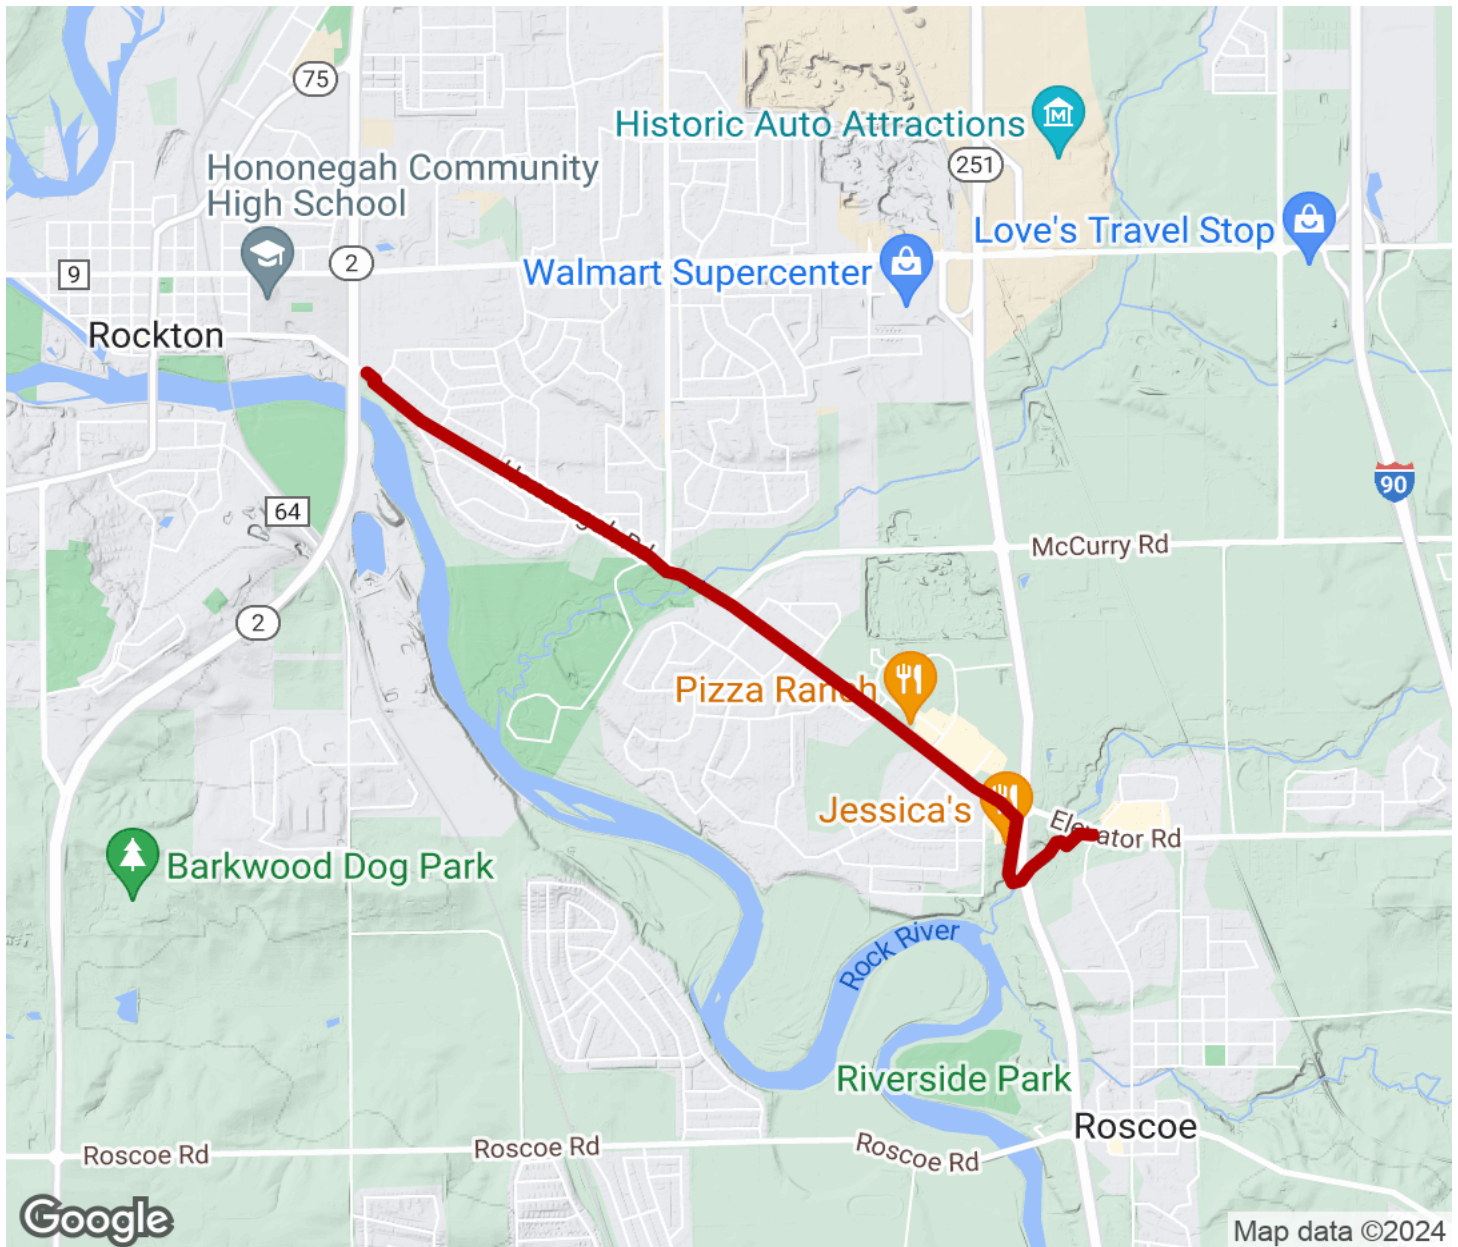 75
Historic Auto Attractions
Hononegah Community
High School
251
Love's Travel Stop
2
9
Walmart Supercenter
Rockton
90
64
McCurry Rd
2
Pizza Ranch
Jessica's
Elevator Rd
Barkwood Dog Park
Rock River
Riverside Park
Roscoe
Roscoe Rd
Roscoe Rd
Roscoe Rd
Google
Map data ©2024